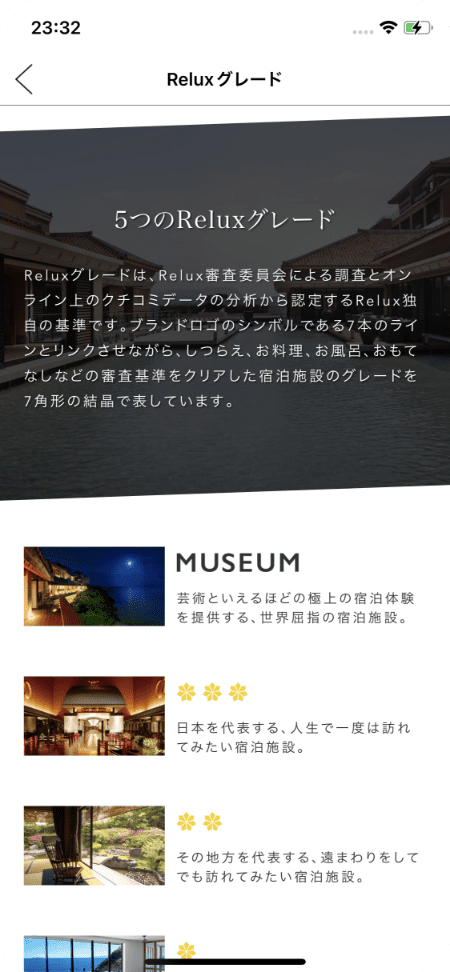 23:32
Relux グレード
5つのReluxグレード
Reluxグレードは、Relux審査委員会による調査とオン
ライン上のクチコミデータの分析から認定するRelux独
自の基準です。ブランドロゴのシンボルである7本のライ
ンとリンクさせながら、しつらえ、お料理、お風呂、おもて
なしなどの審査基準をクリアした宿泊施設のグレードを
7角形の結晶で表しています。
MUSEUM
芸術といえるほどの極上の宿泊体験
を提供する、世界屈指の宿泊施設。
日本を代表する、人生で一度は訪れ
てみたい宿泊施設。
その地方を代表する、遠まわりをして
でも訪れてみたい宿泊施設。